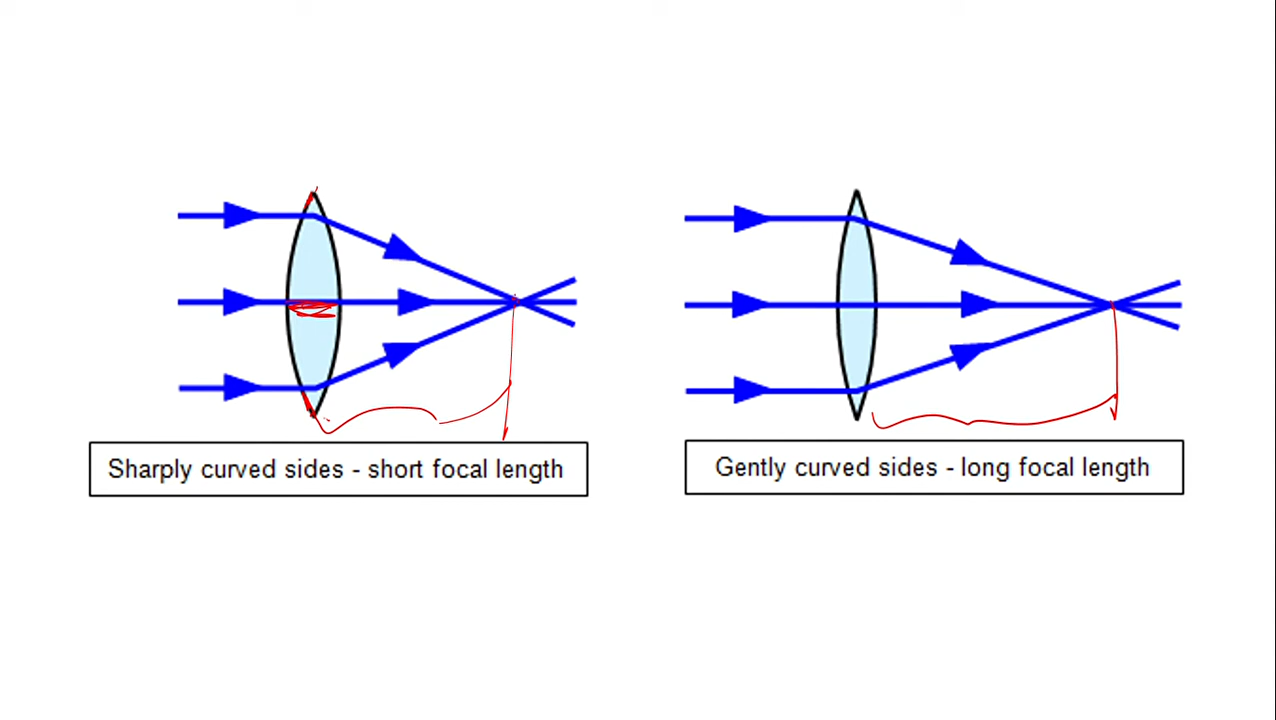 Sharply curved sides - short focal length
Gently curved sides - long focal length